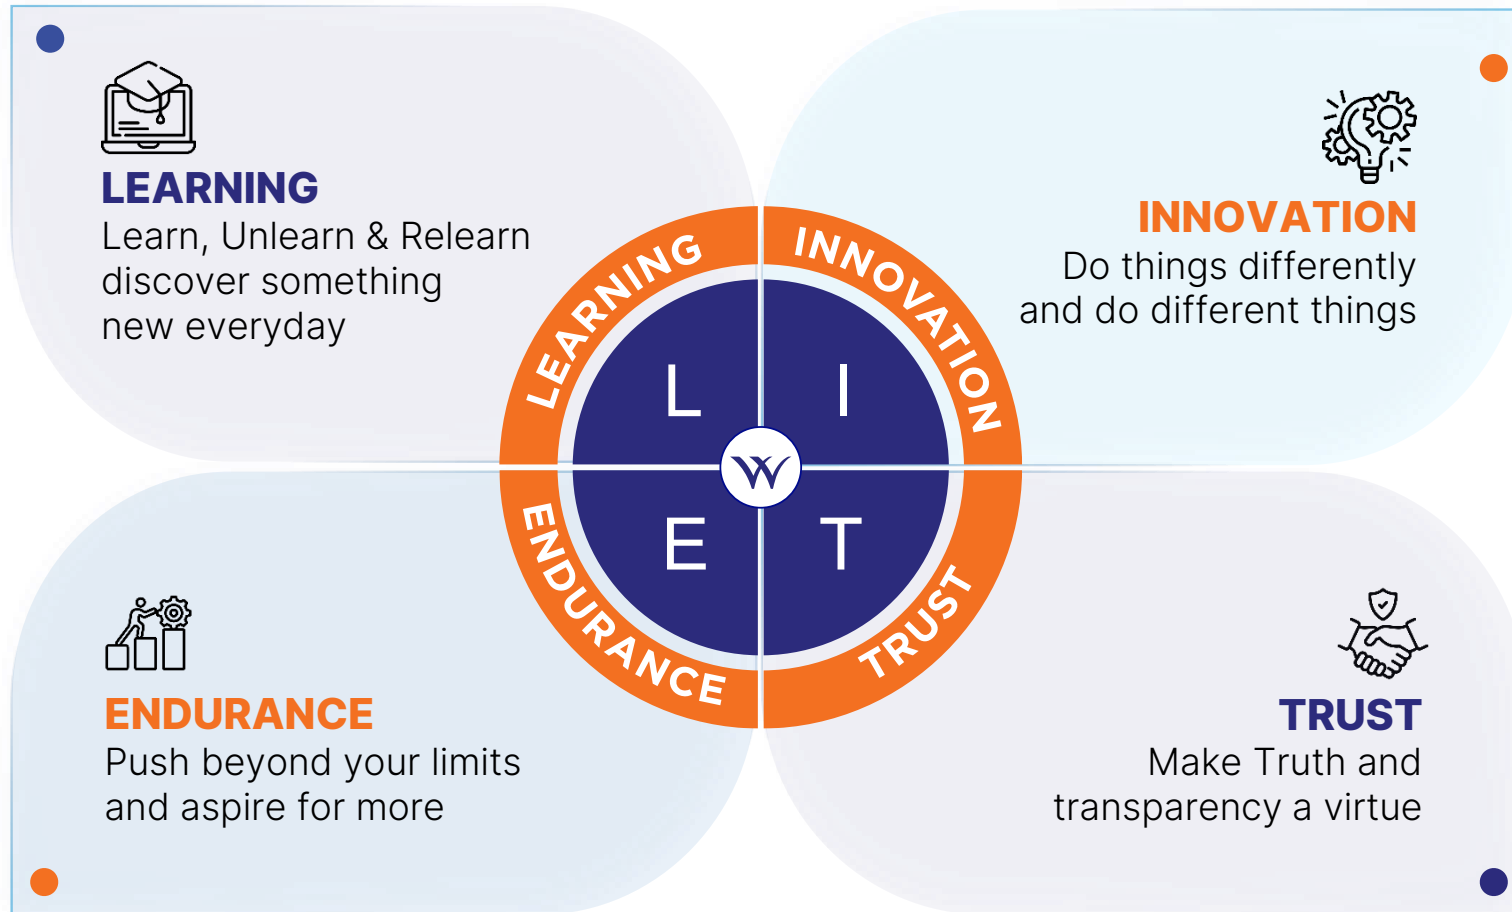 LEARNING
Learn, Unlearn & Relearn
discover something
new everyday
INNOVATION
Do things differently
and do different things
LEARNING
INNOVATION
L
I
W
E
T
ENDURANCE
TRUST
ENDURANCE
Push beyond your limits
and aspire for more
TRUST
Make Truth and
transparency a virtue